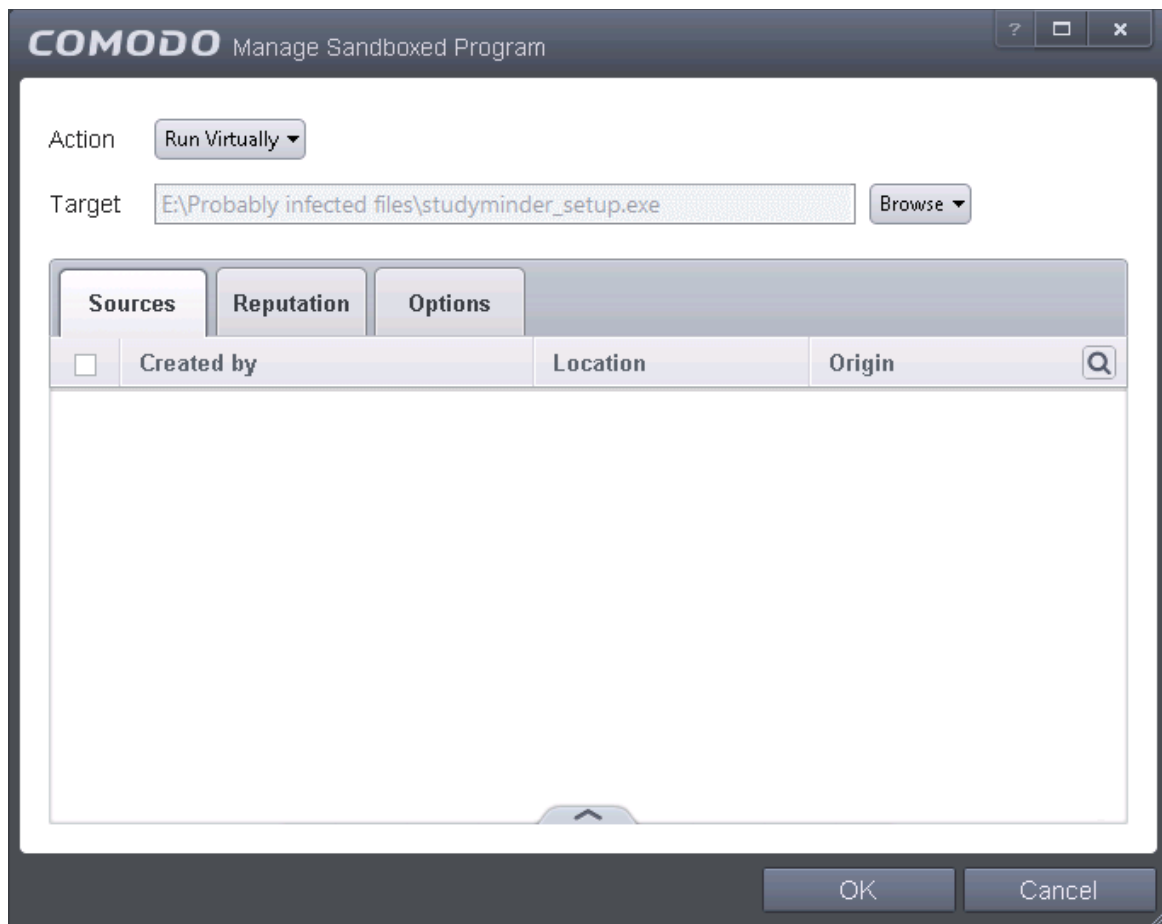 COMODO Manage Sandboxed Program ?
Action Run Virtually
Target E:\Probably infected files\studyminder_setup.exe Browse
Sources Reputation Options
Created by Location Origin
OK Cancel